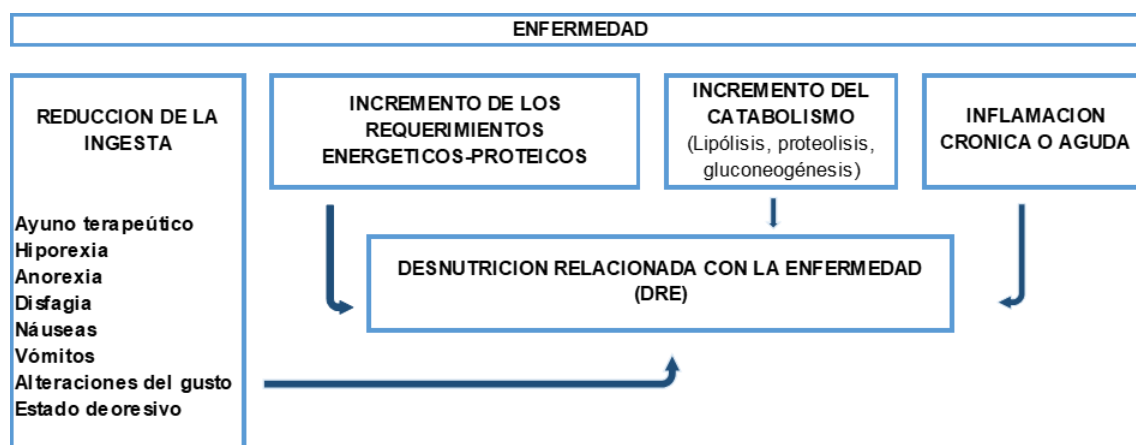 ENFERMEDAD
REDUCCION DE LA
INGESTA
Ayuno terapeútico
Hiporexia
Anorexia
Disfagia
Náuseas
Vómitos
Alteraciones del gusto
Estado deoresivo
INCREMENTO DE LOS
REQUERIMIENTOS
ENERGETICOS-PROTEICOS
INCREMENTO DEL
CATABOLISMO
(Lipólisis, proteolisis,
gluconeogénesis)
INFLAMACION
CRONICA O AGUDA
DESNUTRICION RELACIONADA CON LA ENFERMEDAD
(DRE)